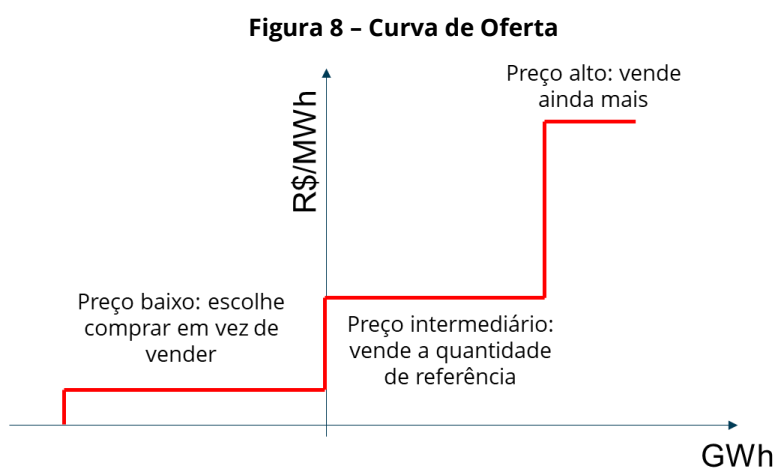 Figura 8 – Curva de Oferta
Preço alto: vende
ainda mais
R$/MWh
Preço baixo: escolhe
comprar em vez de
vender
Preço intermediário:
vende a quantidade
de referência
GWh